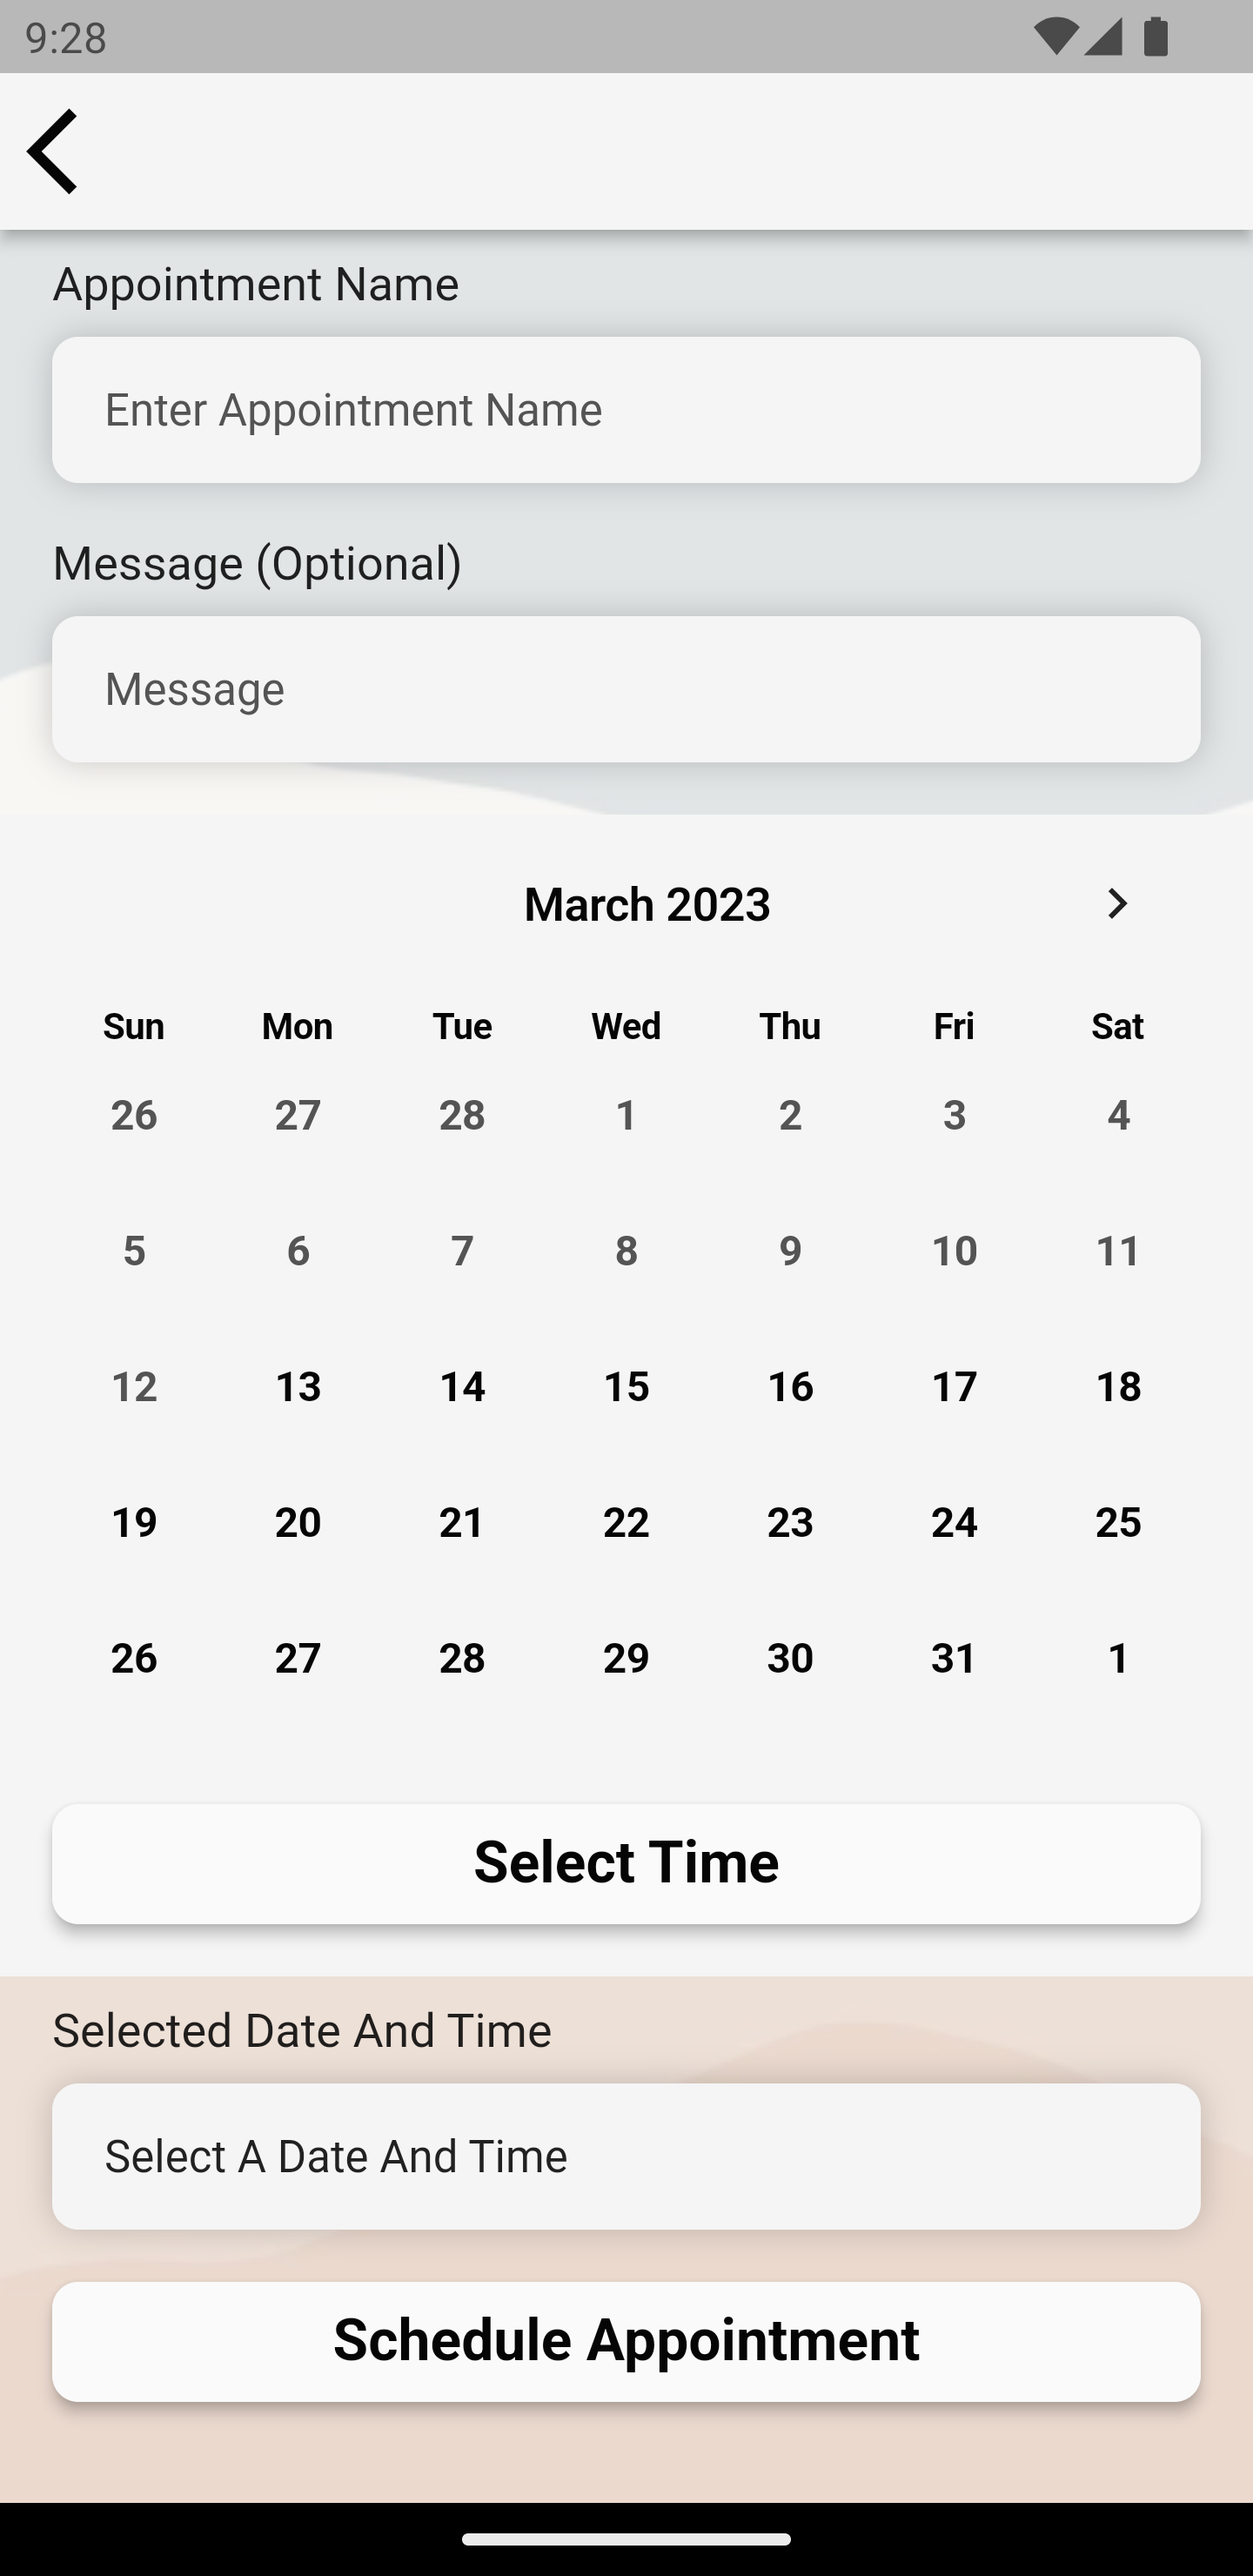 9:28
Appointment Name
Enter Appointment Name
Message (Optional)
Message
March 2023
Sun Mon Tue Wed Thu Fri Sat
26 27 28 1 2 3 4
5 6 7 8 9 10 11
12 13 14 15 16 17 18
19 20 21 22 23 24 25
26 27 28 29 30 31 1
Select Time
Selected Date And Time
Select A Date And Time
Schedule Appointment